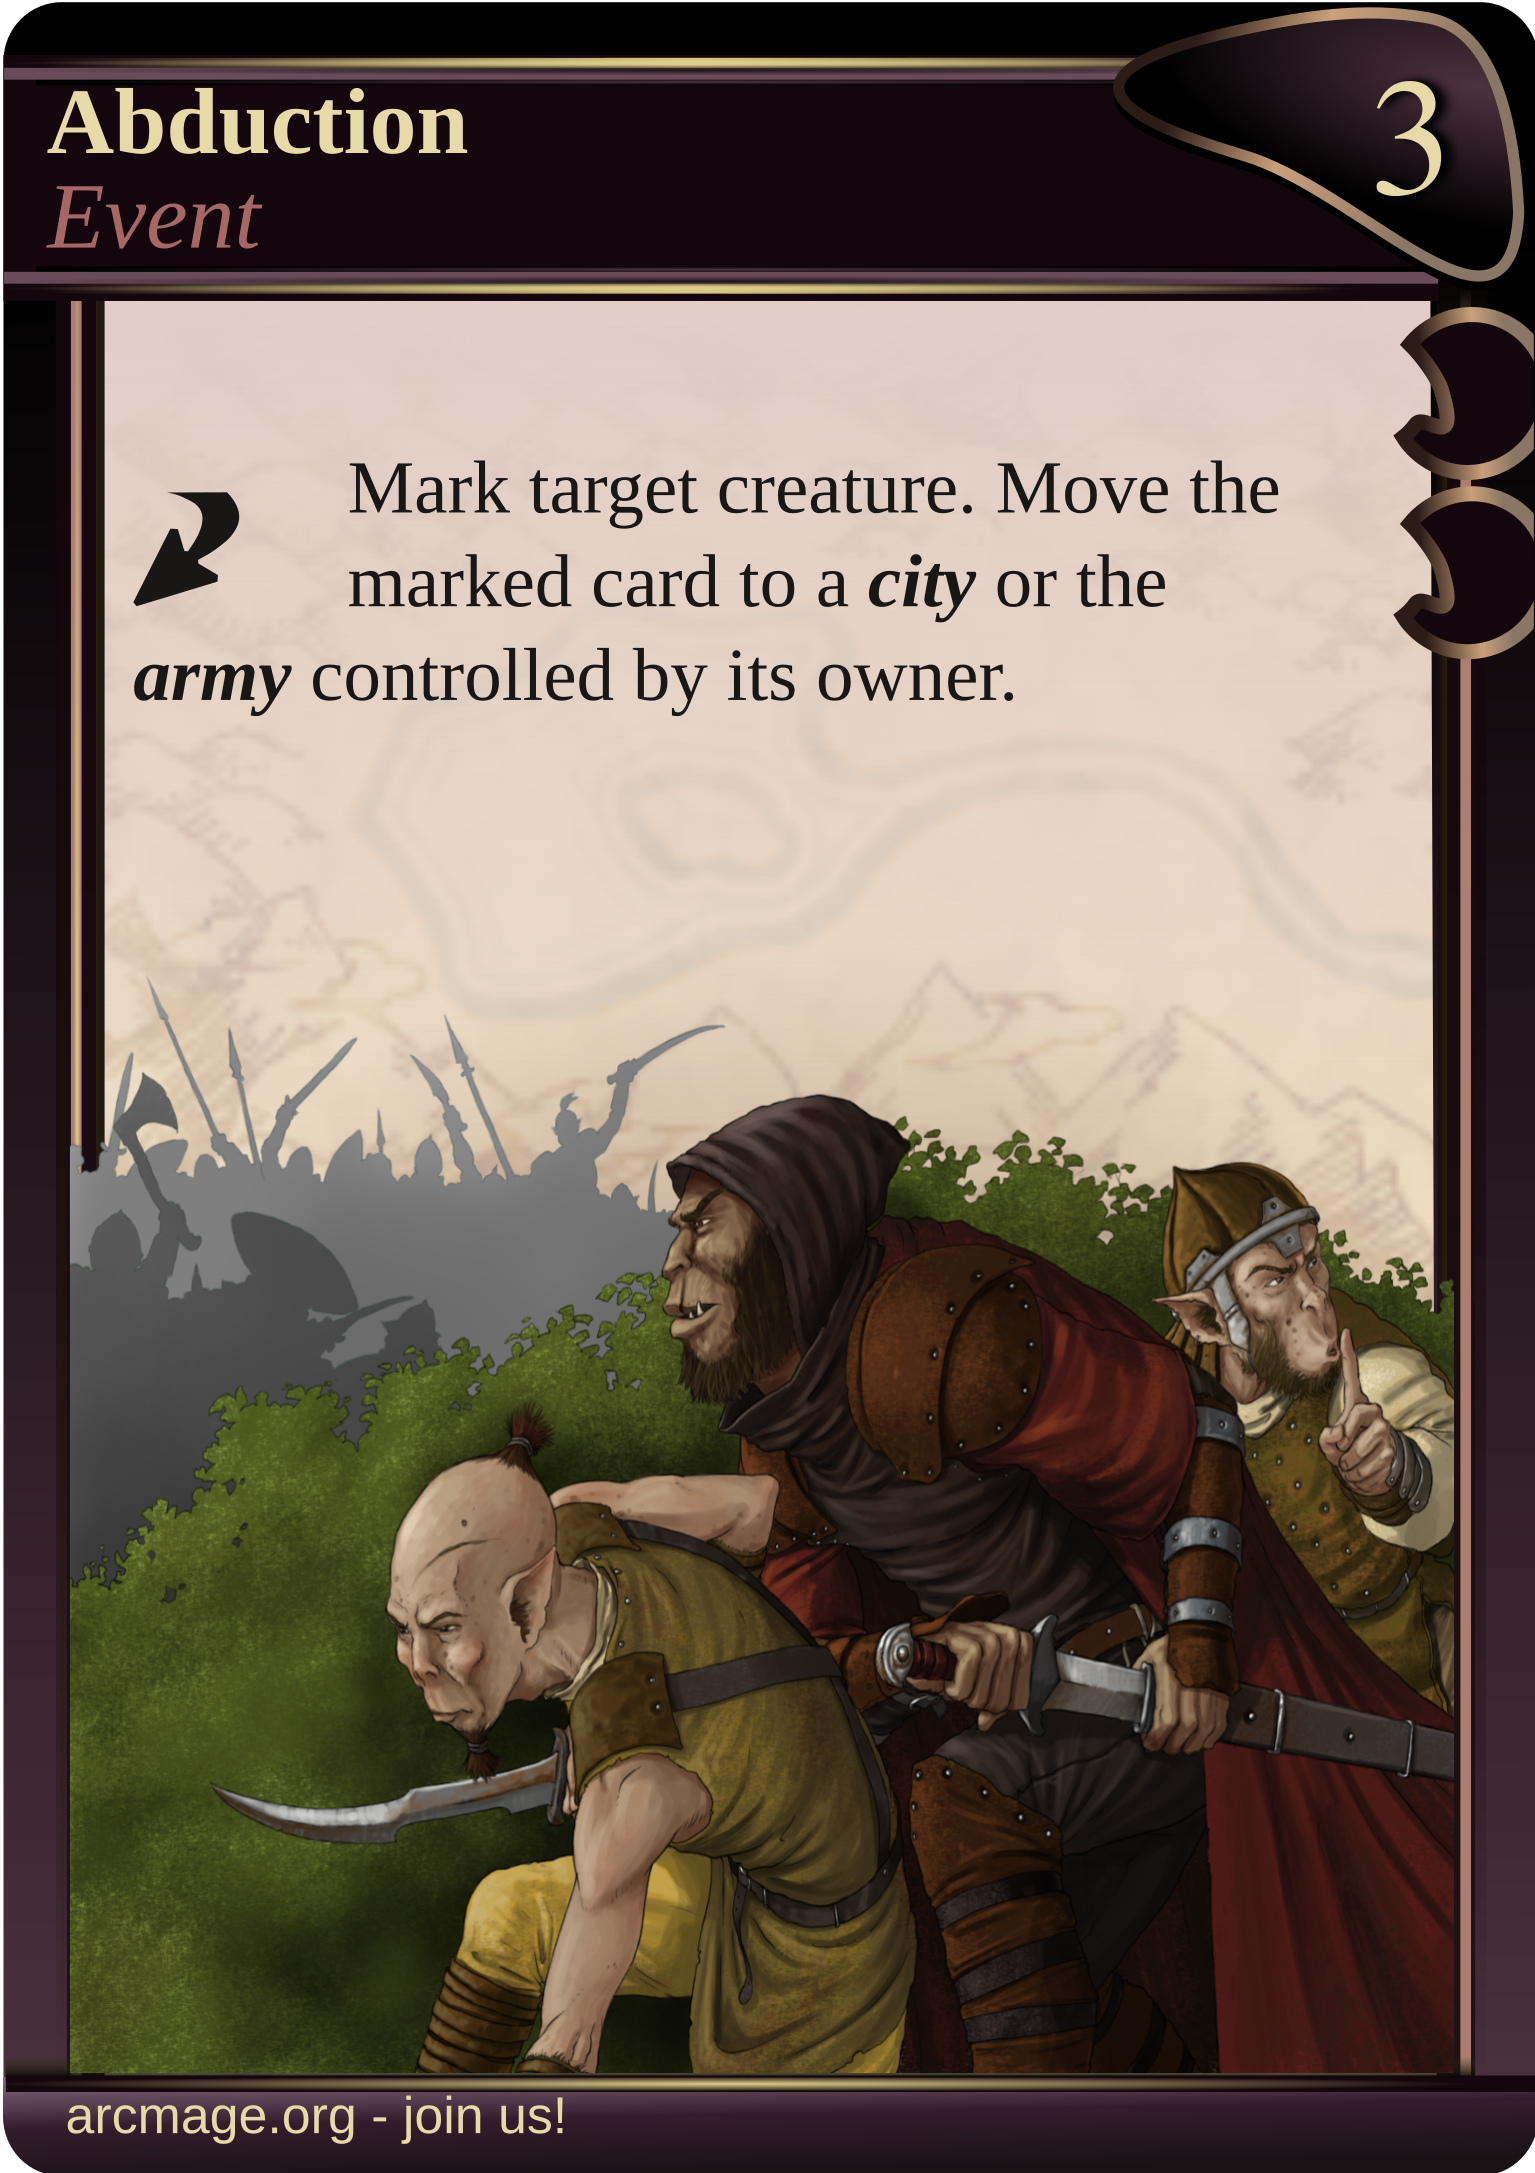 Abduction
3
Event
Mark target creature. Move the
marked card to a city or the
army controlled by its owner.
arcmage.org - join us!